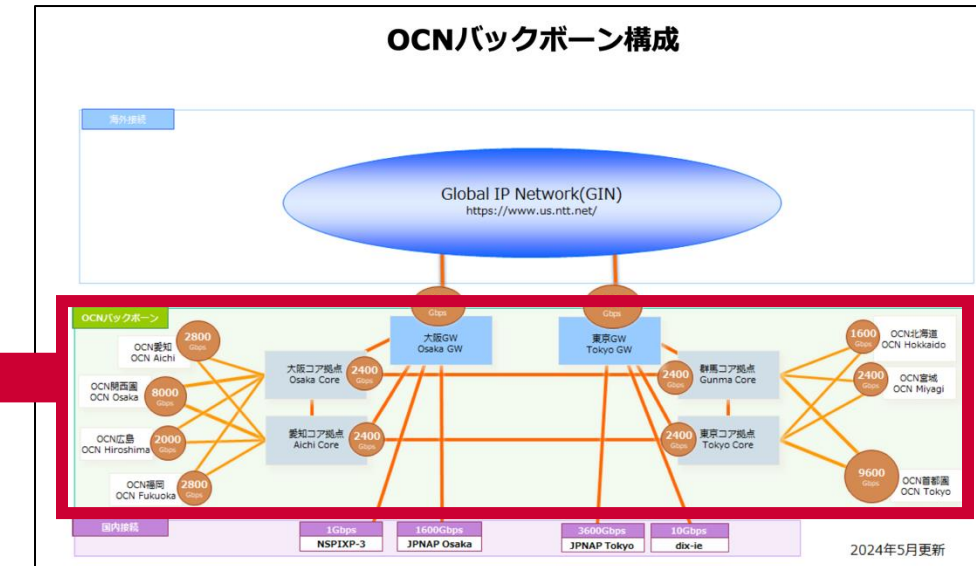 OCNバックボーン構成
海外接続
Global IP Network(GIN)
https://www.us.ntt.net/
Gbps
Gbps
OCNバックボーン
大阪GW
Osaka GW
東京GW
Tokyo GW
OCN愛知
OCN Aichi
2800
Gbps
OCN関西圏
OCN Osaka
8000
Gbps
OCN広島
OCN Hiroshima
2000
Gbps
OCN福岡
OCN Fukuoka
2800
Gbps
大阪コア拠点
Osaka Core
2400
Gbps
愛知コア拠点
Aichi Core
2400
Gbps
2400
Gbps
群馬コア拠点
Gunma Core
2400
Gbps
東京コア拠点
Tokyo Core
1600
Gbps
OCN北海道
OCN Hokkaido
2400
Gbps
OCN宮城
OCN Miyagi
9600
Gbps
OCN首都圏
OCN Tokyo
国内接続
1Gbps
NSPIXP-3
1600Gbps
JPNAP Osaka
3600Gbps
JPNAP Tokyo
10Gbps
dix-ie
2024年5月更新